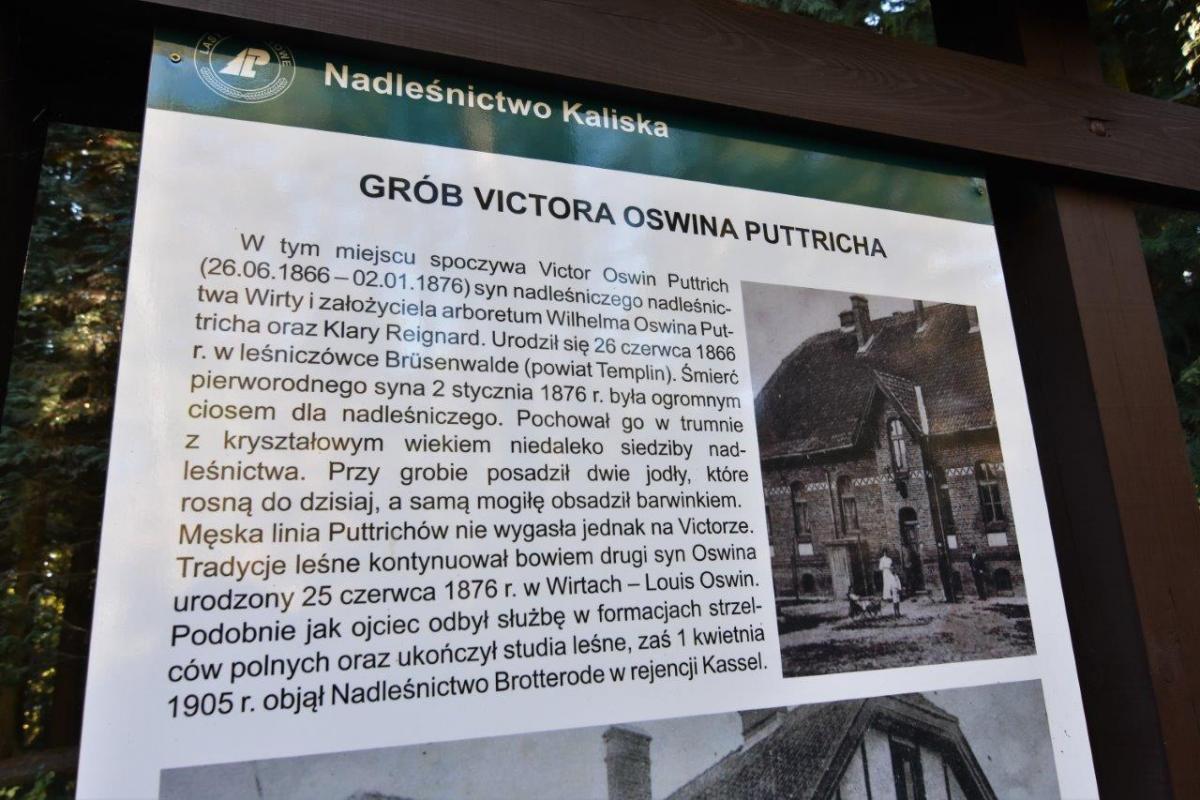 Nadleśnictwo Kaliska
GRÓB VICTORA OSWINA PUTTRICHA
W tym miejscu spoczywa Victor Oswin Puttrich
(26.06.1866 – 02.01.1876) syn nadleśniczego nadleśnic-
twa Wirty i założyciela arboretum Wilhelma Oswina Put-
tricha oraz Klary Reignard. Urodził się 26 czerwca 1866
r. w leśniczówce Brüsenwalde (powiat Templin). Śmierć
pierworodnego syna 2 stycznia 1876 r. była ogromnym
ciosem dla nadleśniczego. Pochował go w trumnie
z kryształowym wiekiem niedaleko siedziby nad-
leśnictwa. Przy grobie posadził dwie jodły, które
rosną do dzisiaj, a samą mogiłę obsadził barwinkiem.
Męska linia Puttrichów nie wygasła jednak na Victorze.
Tradycje leśne kontynuował bowiem drugi syn Oswina
urodzony 25 czerwca 1876 r. w Wirtach – Louis Oswin.
Podobnie jak ojciec odbył służbę w formacjach strzel-
ców polnych oraz ukończył studia leśne, zaś 1 kwietnia
1905 r. objął Nadleśnictwo Brotterode w rejencji Kassel.